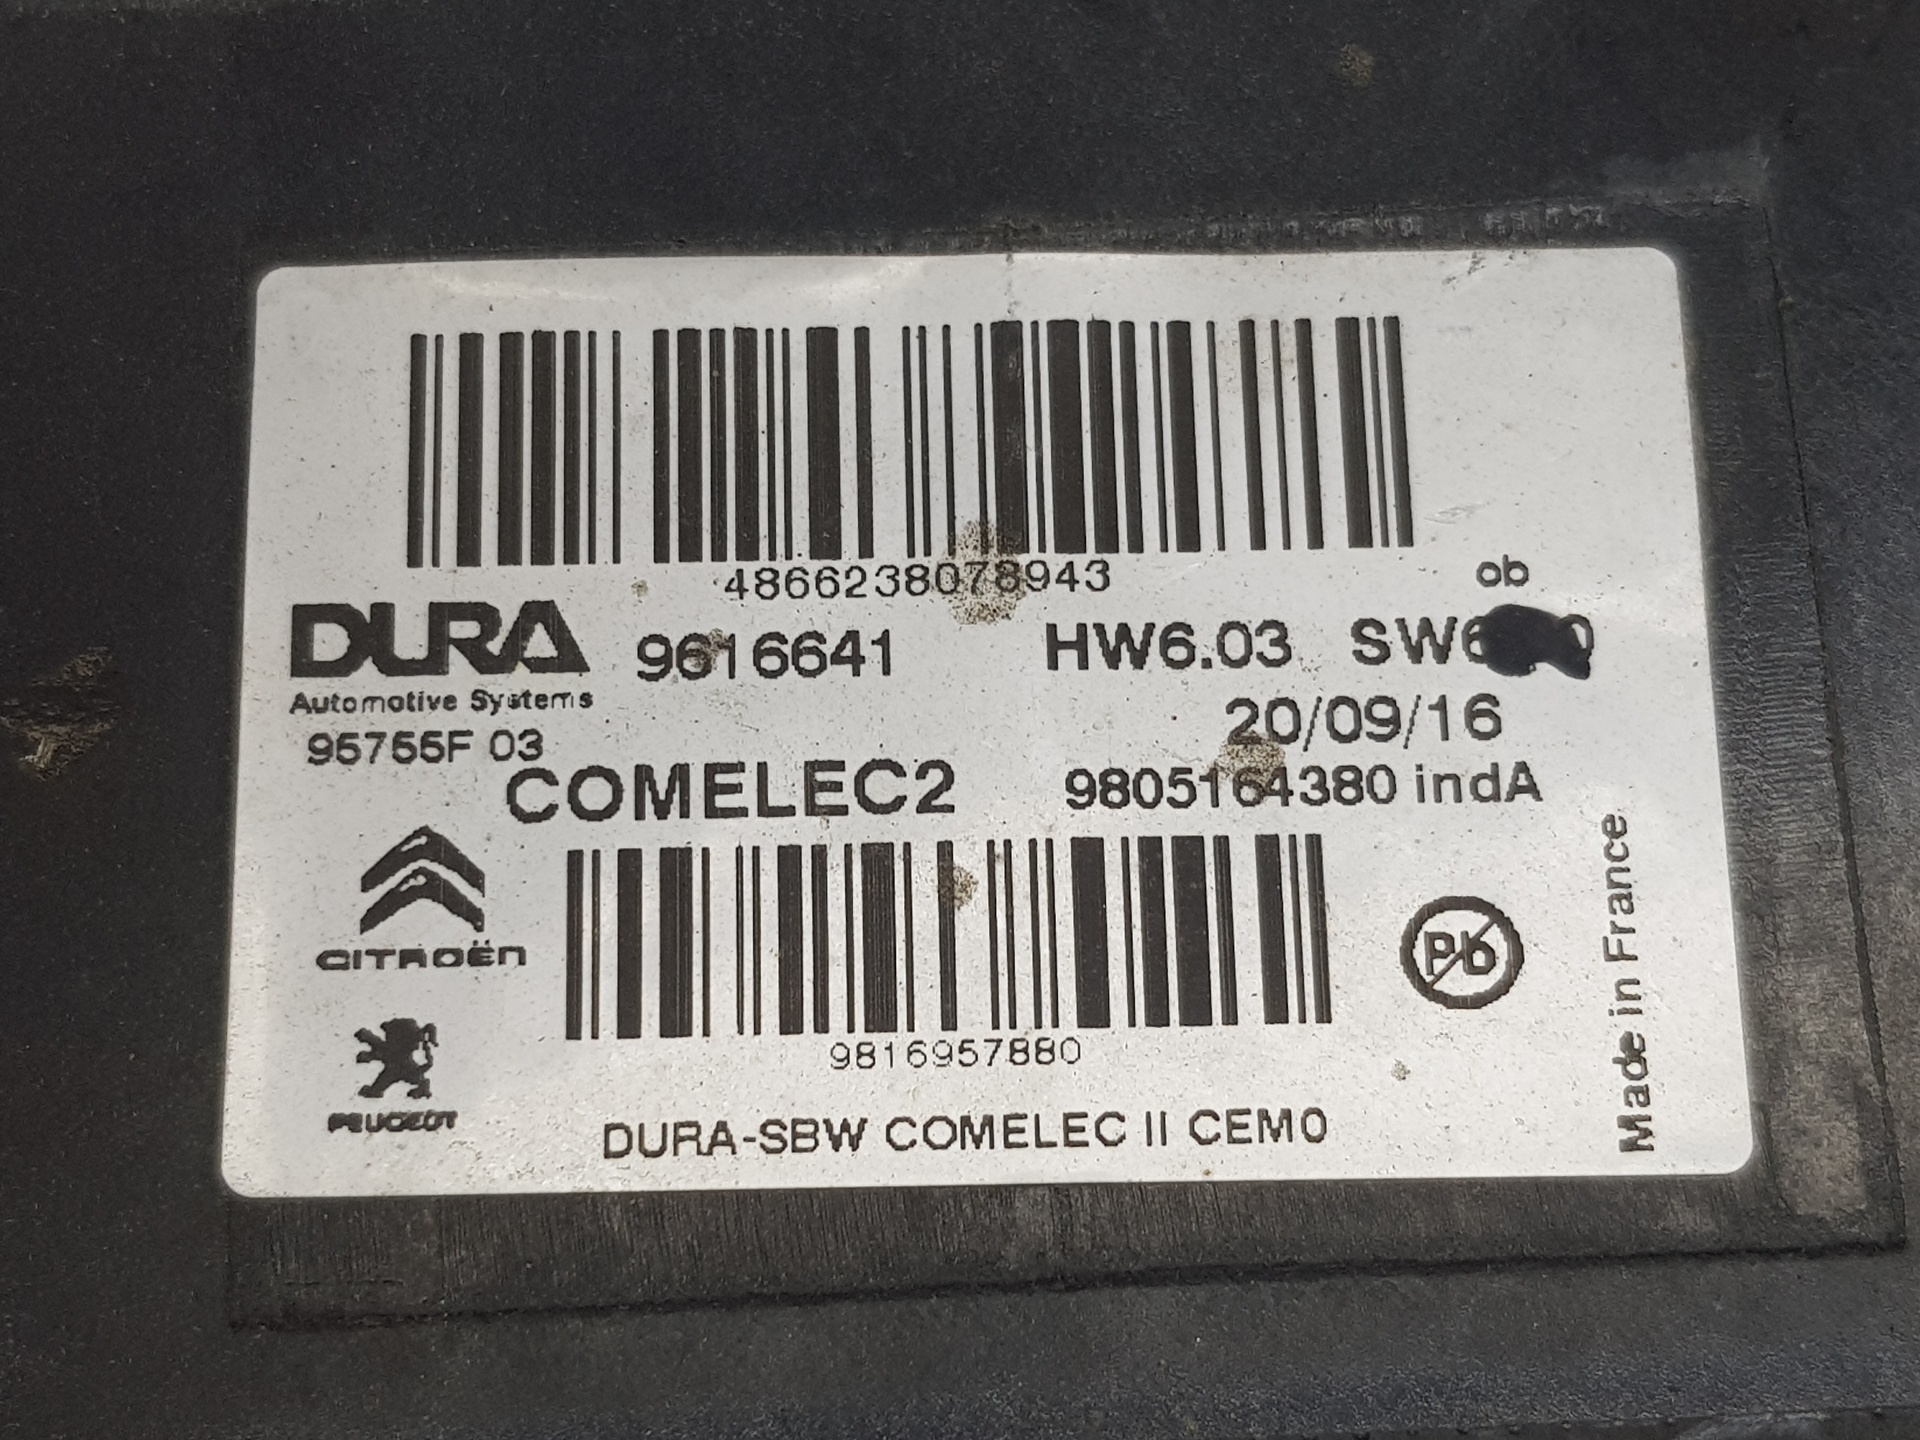 4866238078943
ob
DURA 9616641 HW6.03
Automotive Systems
20/09/16
95755F 03
COMELEC2 9805164380 indA
CITROËN
9816957880
Pb
PEUGEOT
DURA-SBW COMELEC II CEM0
Made in France